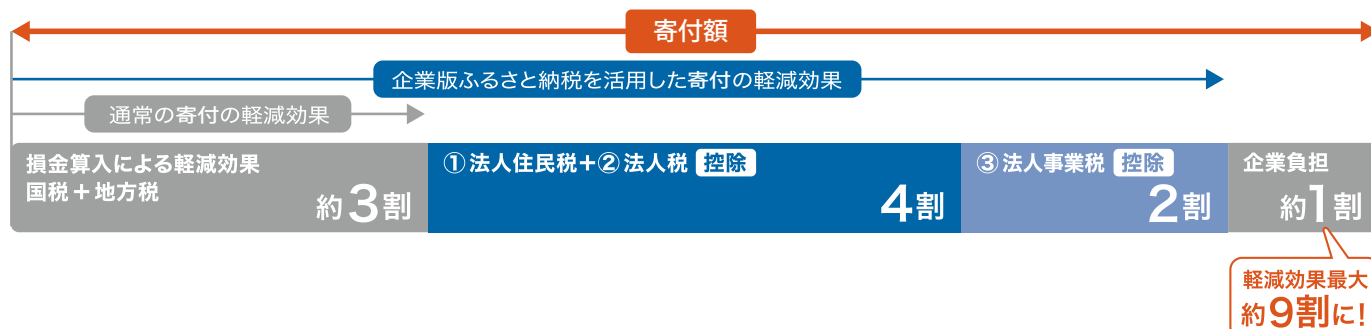 寄付額
企業版ふるさと納税を活用した寄付の軽減効果
通常の寄付の軽減効果
損金算入による軽減効果
国税+地方税
約3割
①法人住民税+②法人税 控除
4割
③法人事業税 控除
2割
企業負担
約1割
軽減効果最大
約9割に!